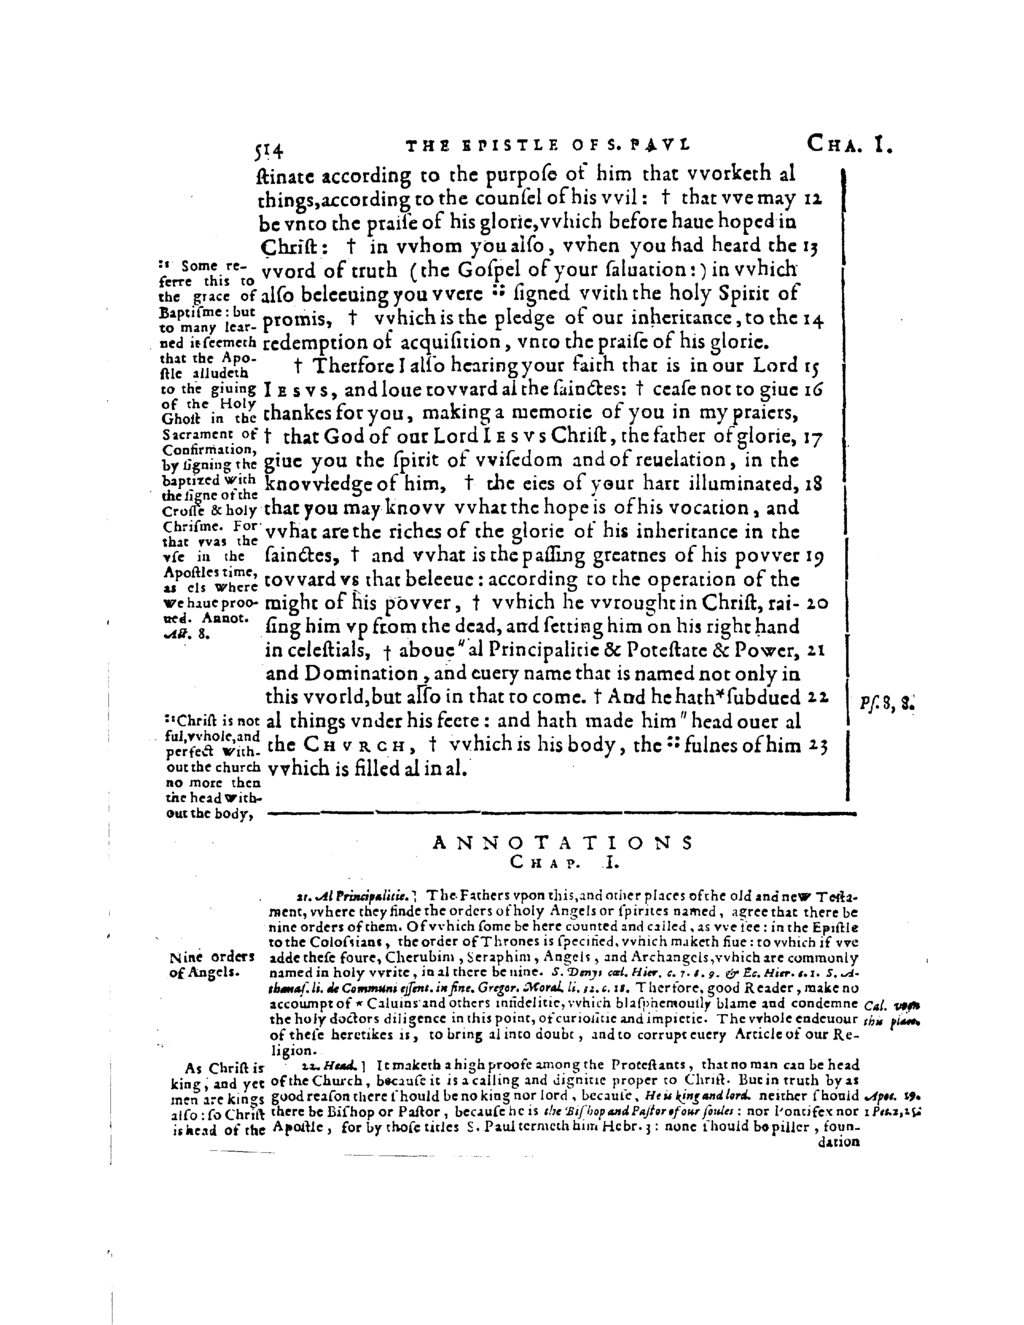 514 THE EPISTLE OF S. PAVL CHA. I.
ſtinate according to the purpoſe of him that vvorketh al
things,according to the counſel of his vvil: † that vve may 12
be vnto the praiſe of his glorie,vvhich before haue hoped in
Chriſt: † in vvhom you alſo, vvhen you had heard the 13
vvord of truth (the Goſpel of your ſaluation:) in vvhich
alſo beleeuing you vvere :: ſigned vvith the holy Spirit of
promis, † vvhich is the pledge of our inheritance, to the 14
redemption of acquiſition, vnto the praiſe of his glorie.
† Therfore I alſo hearing your faith that is in our Lord 15
IESVS, and loue tovvard al the ſainctes: † ceaſe not to giue 16
thankes for you, making a memorie of you in my praiers,
† that God of our Lord IESVS Chriſt, the father of glorie, 17
giue you the ſpirit of vviſedom and of reuelation, in the
knovvledge of him, † the eies of your hart illuminated, 18
that you may knovv vvhat the hope is of his vocation, and
vvhat are the riches of the glorie of his inheritance in the
ſainctes, † and vvhat is the paſſing greatnes of his povver 19
tovvard vs that beleeue: according to the operation of the
might of his povver, † vvhich he vvrought in Chriſt, rai- 20
ſing him vp from the dead, and ſetting him on his right hand
in celeſtials, † aboue " al Principalitie & Poteſtate & Power, 21
and Domination, and euery name that is named not only in
this vvorld, but alſo in that to come. † And he hath * ſubdued 22
al things vnder his feete: and hath made him " head ouer al
the CHVRCH, † vvhich is his body, the :: fulnes of him 23
vvhich is filled al in al.
:: Some re-
ferre this to
the grace of
Baptiſme: but
to many lear-
ned it ſeemeth
that the Apo-
ſtle alludeth
to the giuing
of the Holy
Ghoſt in the
Sacrament of
Confirmation,
by ſigning the
baptized with
the ſigne of the
Croſſe & holy
Chriſme. For
that vvas the
vſe in the
Apoſtles time,
as els where
we haue proo-
ued. Annot.
Act. 8.
:: Chriſt is not
ful,vvhole,and
perfect with-
out the church
no more then
the head with-
out the body,
Pſ. 8, 8.
ANNOTATIONS
CHAP. I.
21. Al Principalitie.] The Fathers vpon this, and other places of the old and new Teſta-
ment, vvhere they finde the orders of holy Angels or ſpirites named, agree that there be
nine orders of them. Of vvhich ſome be here counted and called, as vve ſee: in the Epiſtle
to the Coloſsians, the order of Thrones is ſpecified, vvhich maketh fiue: to vvhich if vve
adde theſe foure, Cherubim, Seraphim, Angels, and Archangels,vvhich are commonly
named in holy vvrite, in al there be nine. S. Denys cæl. Hier. c. 7. 8. 9. & Ec. Hier. c. 1. S. A-
thanaſ. li. de Communi eſſent. in fine. Gregor. Moral. li. 32. c. 18. Therfore, good Reader, make no
accoumpt of * Caluins and others infidelitie, vvhich blaſphemouſly blame and condemne
the holy doctors diligence in this point, of curioſitie and impietie. The vvhole endeuour
of theſe heretikes is, to bring al into doubt, and to corrupt euery Article of our Re-
ligion.
22. Head.] It maketh a high proofe among the Proteſtants, that no man can be head
of the Church, becauſe it is a calling and dignitie proper to Chriſt. But in truth by as
good reaſon there ſhould be no king nor lord, becauſe, He is king and lord. neither ſhould
there be Biſhop or Paſtor, becauſe he is the Biſhop and Paſtor of our ſoules: nor Pontifex nor
Apoſtle, for by thoſe titles S. Paul termeth him Hebr. 3: none ſhould be piller, foun-
dation
Nine orders
of Angels.
As Chriſt is
king, and yet
men are kings
alſo: ſo Chriſt
is head of the
Cal. vpon
this place.
Apoc. 19.
1 Pet. 2, 25